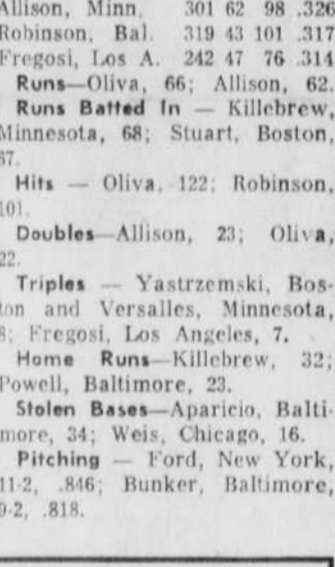 Allison, Minn. 301 62 98 .326
Robinson, Bal. 319 43 101 .317
Fregosi, Los A. 242 47 76 .314
Runs—Oliva, 66; Allison, 62.
Runs Batted In — Killebrew,
Minnesota, 68; Stuart, Boston,
67.
Hits — Oliva, 122; Robinson,
101.
Doubles—Allison, 23; Oliva,
22.
Triples — Yastrzemski, Bos-
ton and Versalles, Minnesota,
8; Fregosi, Los Angeles, 7.
Home Runs—Killebrew, 32;
Powell, Baltimore, 23.
Stolen Bases—Aparicio, Balti-
more, 34; Weis, Chicago, 16.
Pitching — Ford, New York,
11-2, .846; Bunker, Baltimore,
9-2, .818.